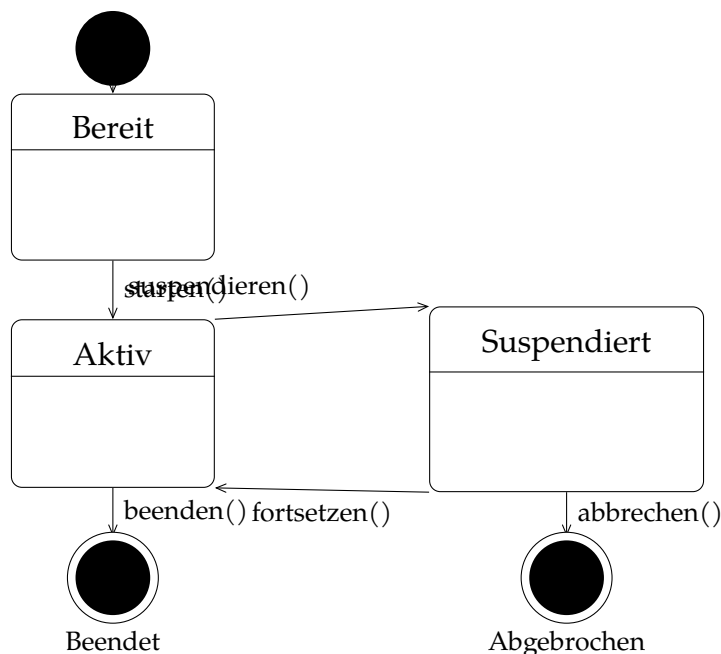 Bereit
starten()
suspendieren()
Aktiv
Suspendiert
beenden()
fortsetzen()
abbrechen()
Beendet
Abgebrochen